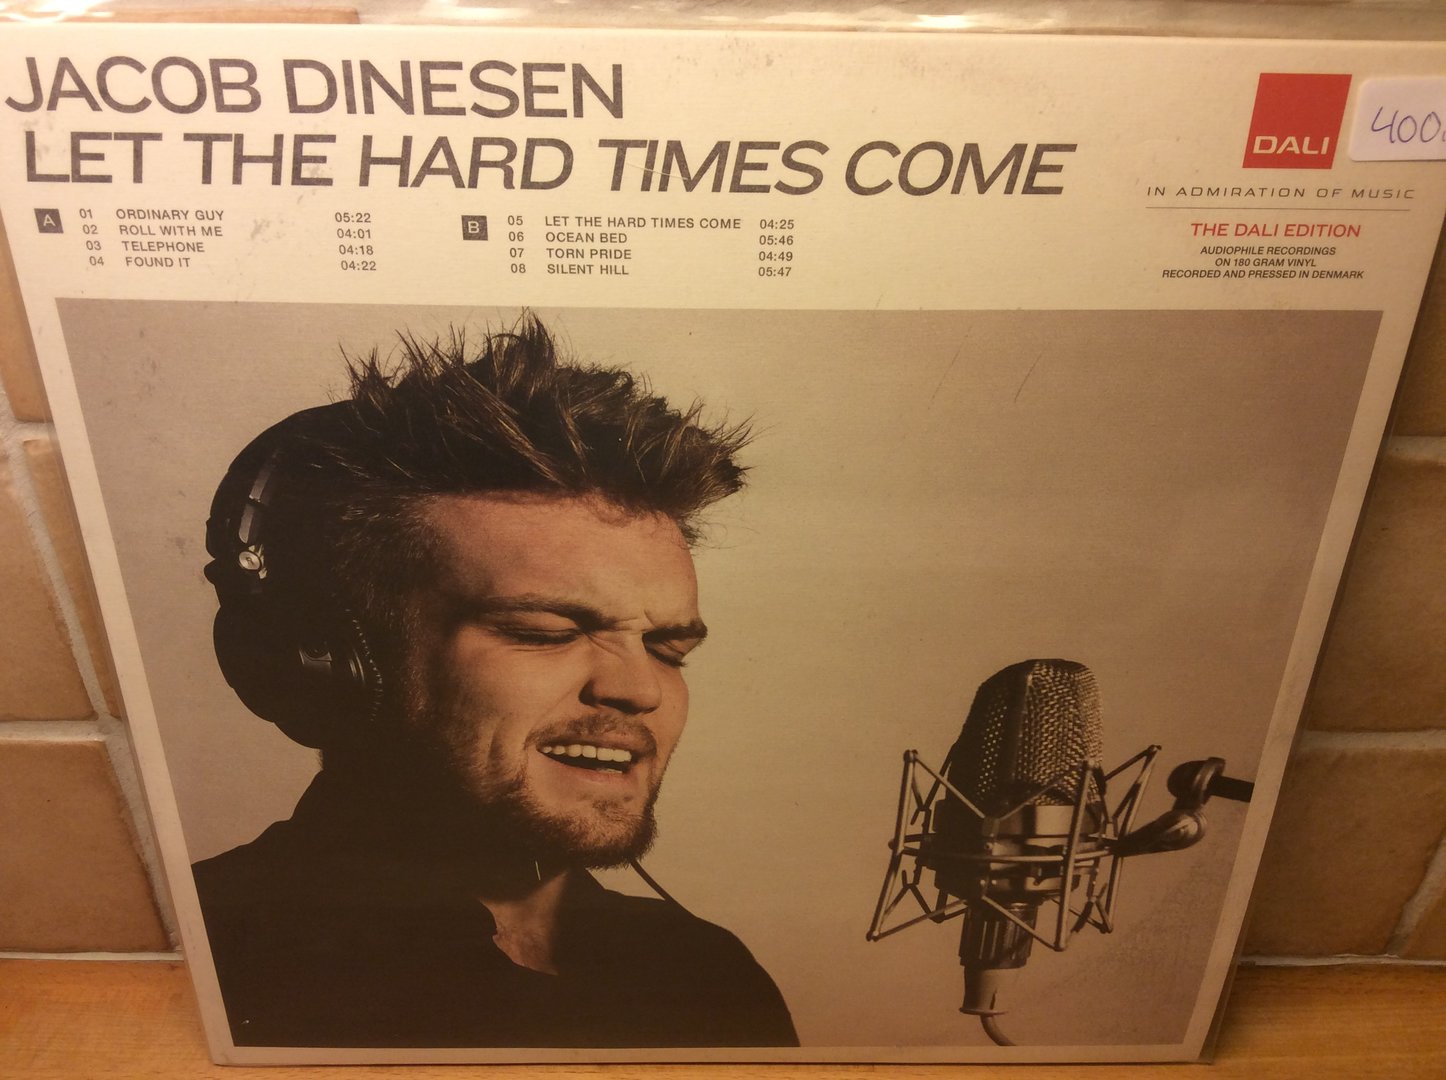 JACOB DINESEN
LET THE HARD TIMES COME
A
01 ORDINARY GUY 05:22
02 ROLL WITH ME 04:01
03 TELEPHONE 04:18
04 FOUND IT 04:22
B
05 LET THE HARD TIMES COME 04:25
06 OCEAN BED 05:46
07 TORN PRIDE 04:49
08 SILENT HILL 05:47
DALI
400
IN ADMIRATION OF MUSIC
THE DALI EDITION
AUDIOPHILE RECORDINGS
ON 180 GRAM VINYL
RECORDED AND PRESSED IN DENMARK